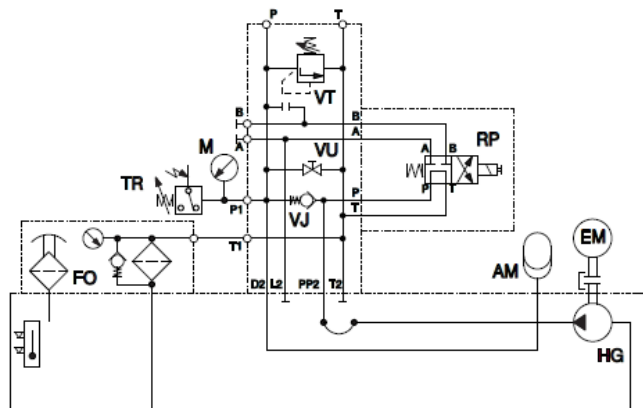 P T
VT
B B
A A
M VU A B RP
TR
P P T
P1 VJ T
T1
FO D2 L2 PP2 T2 AM EM
HG